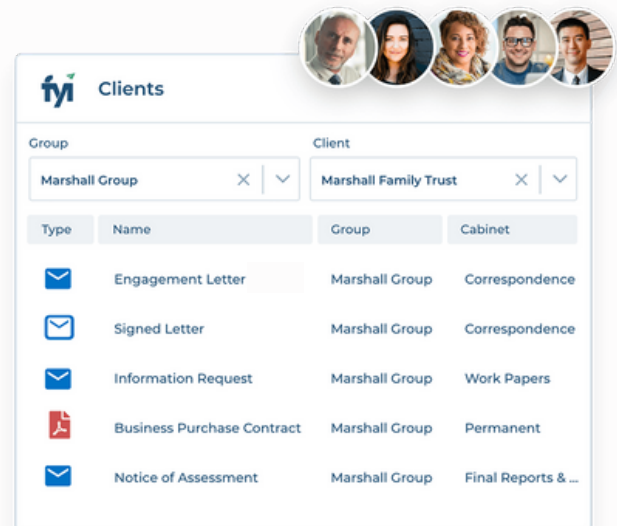 fyi Clients
Group Client
Marshall Group Marshall Family Trust
Type Name Group Cabinet
Engagement Letter Marshall Group Correspondence
Signed Letter Marshall Group Correspondence
Information Request Marshall Group Work Papers
Business Purchase Contract Marshall Group Permanent
Notice of Assessment Marshall Group Final Reports & ...